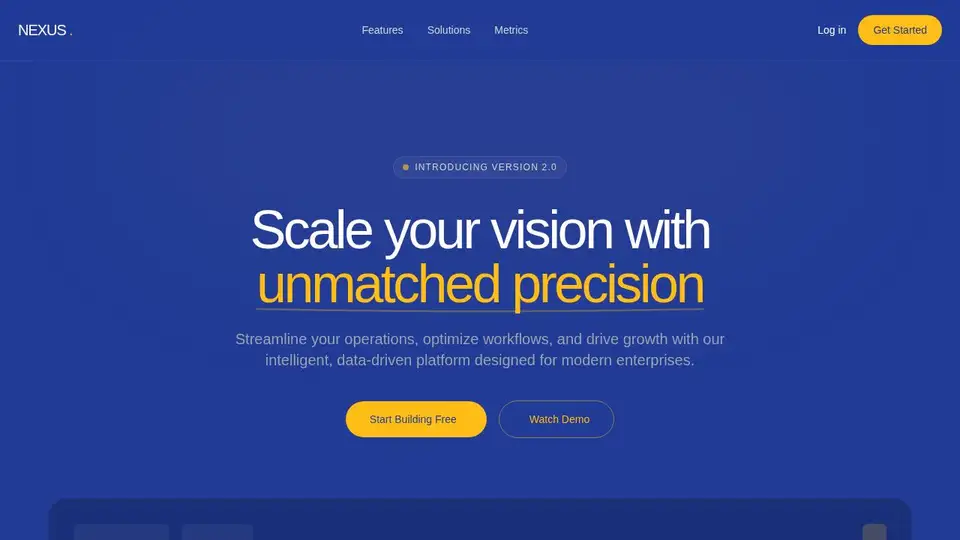 NEXUS .
Features
Solutions
Metrics
Log in
Get Started
INTRODUCING VERSION 2.0
Scale your vision with
unmatched precision
Streamline your operations, optimize workflows, and drive growth with our
intelligent, data-driven platform designed for modern enterprises.
Start Building Free
Watch Demo